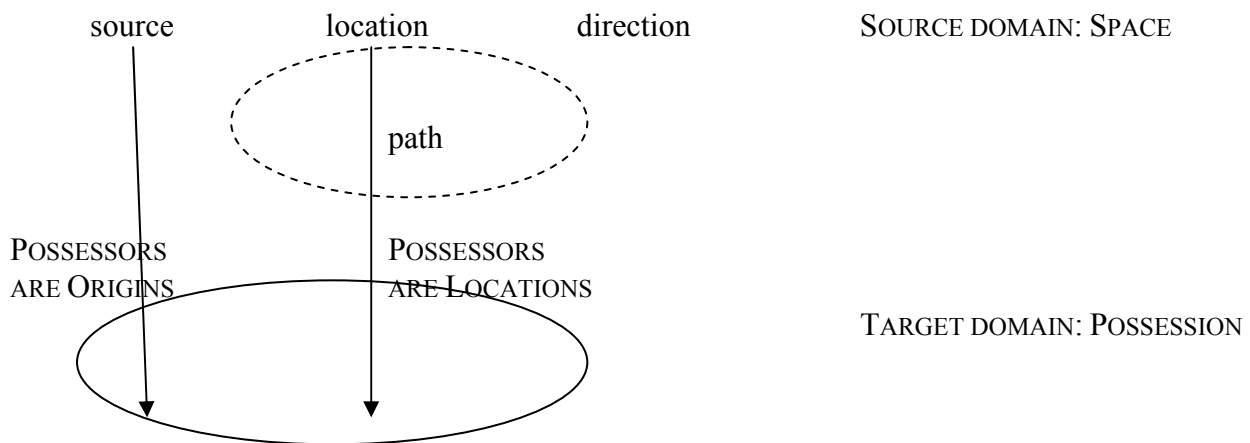 source location direction SOURCE DOMAIN: SPACE
path
POSSESSORS
ARE ORIGINS
POSSESSORS
ARE LOCATIONS
TARGET DOMAIN: POSSESSION